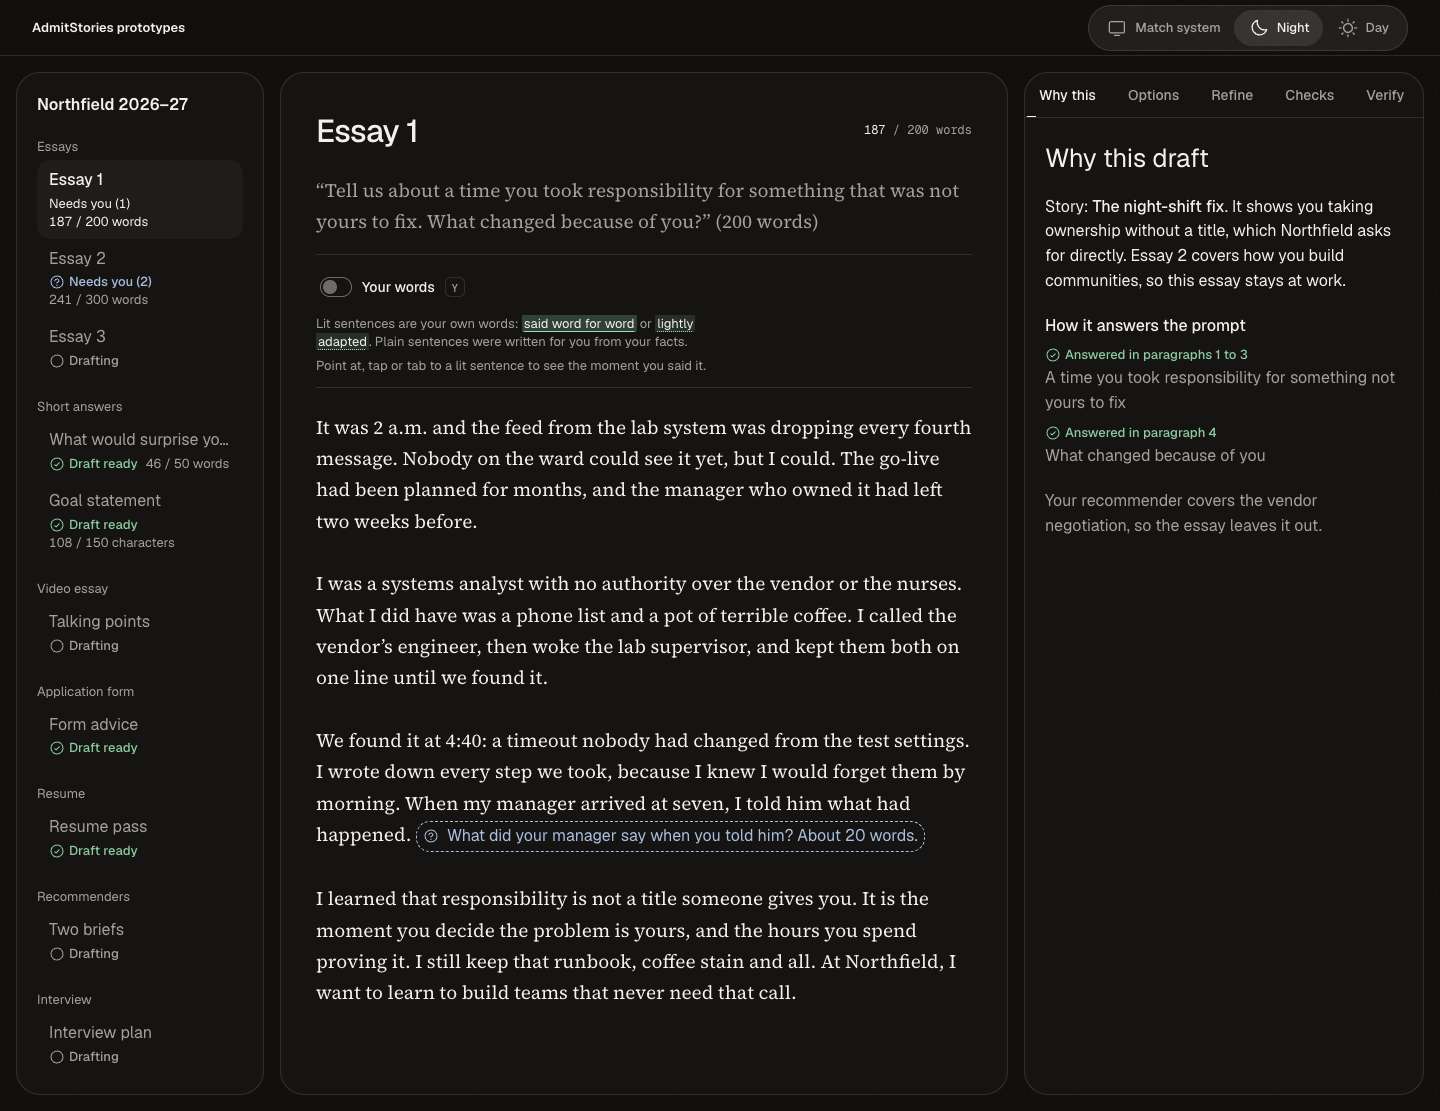 AdmitStories prototypes
Match system
Night
Day
Northfield 2026–27
Essays
Essay 1
Needs you (1)
187 / 200 words
Essay 2
Needs you (2)
241 / 300 words
Essay 3
Drafting
Short answers
What would surprise yo…
Draft ready 46 / 50 words
Goal statement
Draft ready
108 / 150 characters
Video essay
Talking points
Drafting
Application form
Form advice
Draft ready
Resume
Resume pass
Draft ready
Recommenders
Two briefs
Drafting
Interview
Interview plan
Drafting
Essay 1
187 / 200 words
“Tell us about a time you took responsibility for something that was not
yours to fix. What changed because of you?” (200 words)
Your words Y
Lit sentences are your own words: said word for word or lightly
adapted. Plain sentences were written for you from your facts.
Point at, tap or tab to a lit sentence to see the moment you said it.
It was 2 a.m. and the feed from the lab system was dropping every fourth
message. Nobody on the ward could see it yet, but I could. The go-live
had been planned for months, and the manager who owned it had left
two weeks before.
I was a systems analyst with no authority over the vendor or the nurses.
What I did have was a phone list and a pot of terrible coffee. I called the
vendor’s engineer, then woke the lab supervisor, and kept them both on
one line until we found it.
We found it at 4:40: a timeout nobody had changed from the test settings.
I wrote down every step we took, because I knew I would forget them by
morning. When my manager arrived at seven, I told him what had
happened. What did your manager say when you told him? About 20 words.
I learned that responsibility is not a title someone gives you. It is the
moment you decide the problem is yours, and the hours you spend
proving it. I still keep that runbook, coffee stain and all. At Northfield, I
want to learn to build teams that never need that call.
Why this
Options
Refine
Checks
Verify
Why this draft
Story: The night-shift fix. It shows you taking
ownership without a title, which Northfield asks
for directly. Essay 2 covers how you build
communities, so this essay stays at work.
How it answers the prompt
Answered in paragraphs 1 to 3
A time you took responsibility for something not
yours to fix
Answered in paragraph 4
What changed because of you
Your recommender covers the vendor
negotiation, so the essay leaves it out.